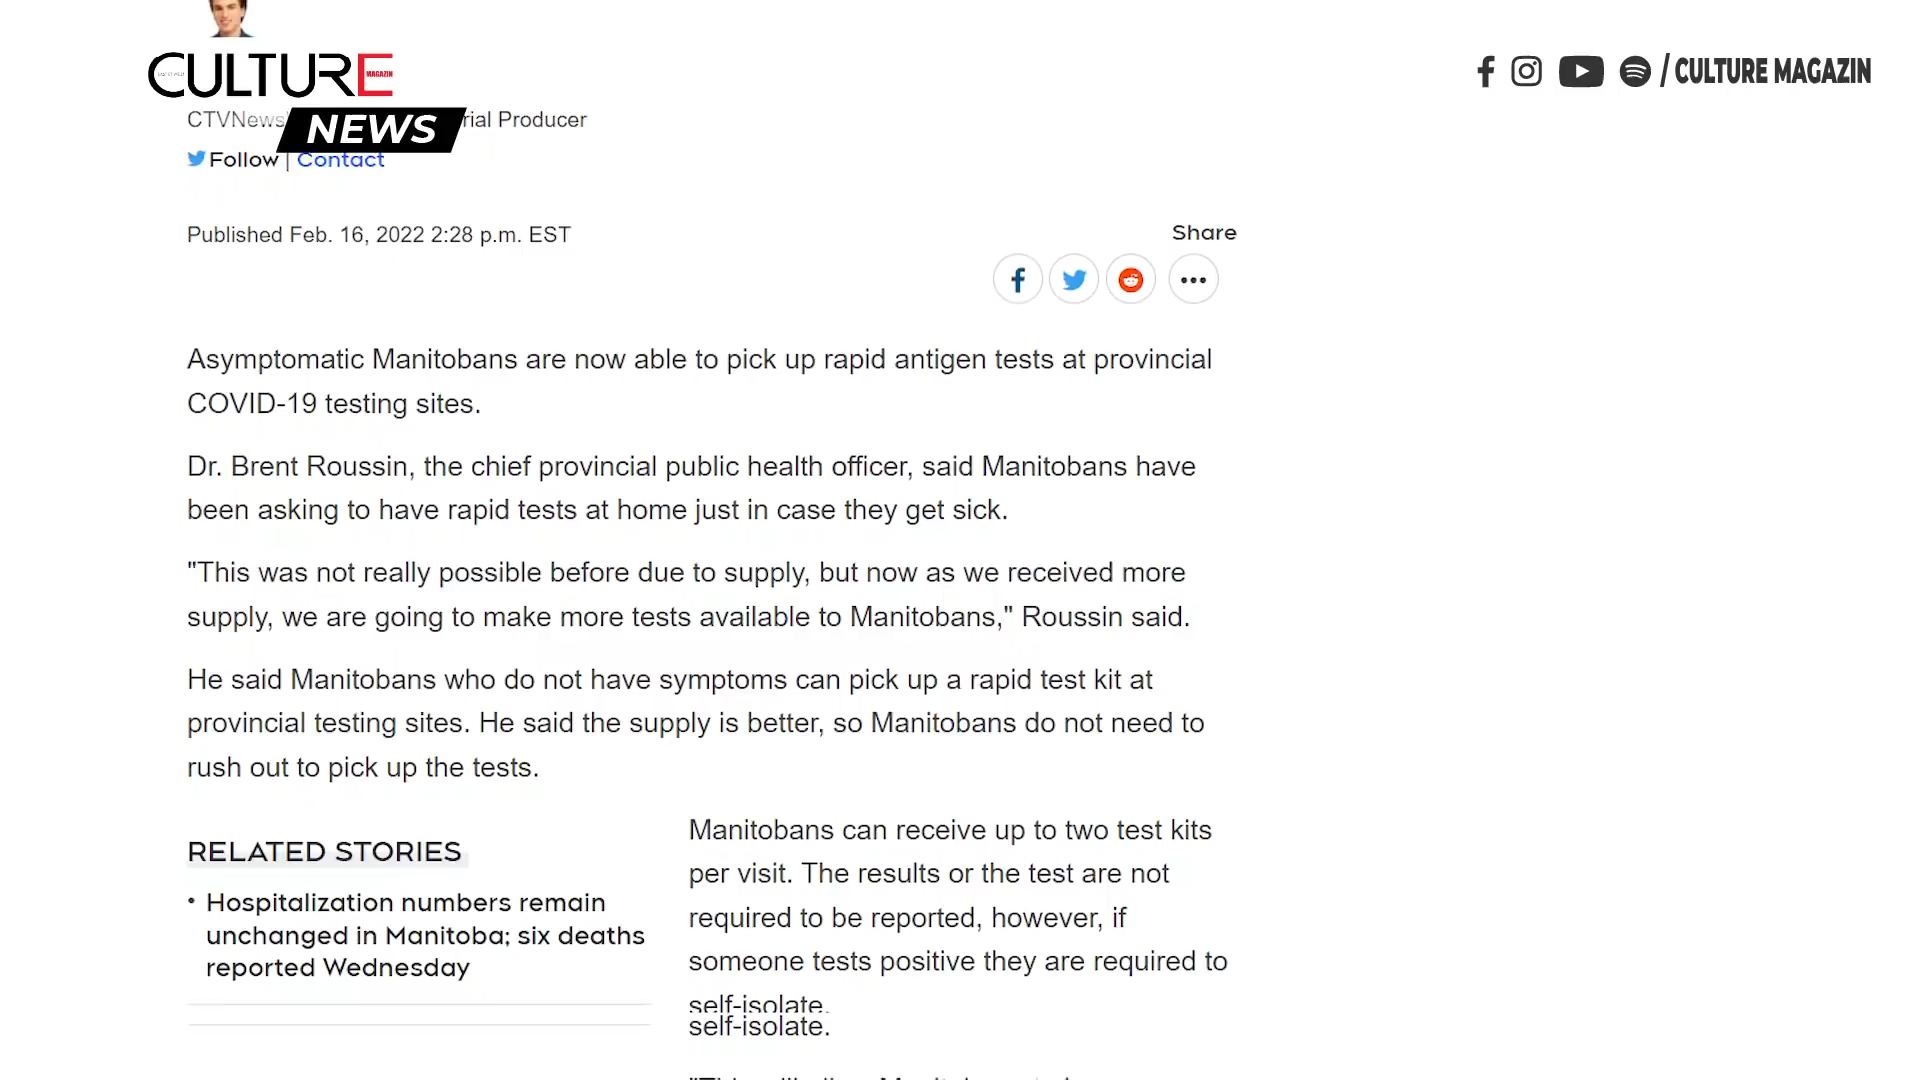 CULTURE
MAGAZIN
NEWS
/ CULTURE MAGAZIN
CTVNews rial Producer
Follow | Contact
Published Feb. 16, 2022 2:28 p.m. EST
Share
Asymptomatic Manitobans are now able to pick up rapid antigen tests at provincial
COVID-19 testing sites.
Dr. Brent Roussin, the chief provincial public health officer, said Manitobans have
been asking to have rapid tests at home just in case they get sick.
"This was not really possible before due to supply, but now as we received more
supply, we are going to make more tests available to Manitobans," Roussin said.
He said Manitobans who do not have symptoms can pick up a rapid test kit at
provincial testing sites. He said the supply is better, so Manitobans do not need to
rush out to pick up the tests.
RELATED STORIES
• Hospitalization numbers remain
unchanged in Manitoba; six deaths
reported Wednesday
Manitobans can receive up to two test kits
per visit. The results or the test are not
required to be reported, however, if
someone tests positive they are required to
self-isolate.
self-isolate.